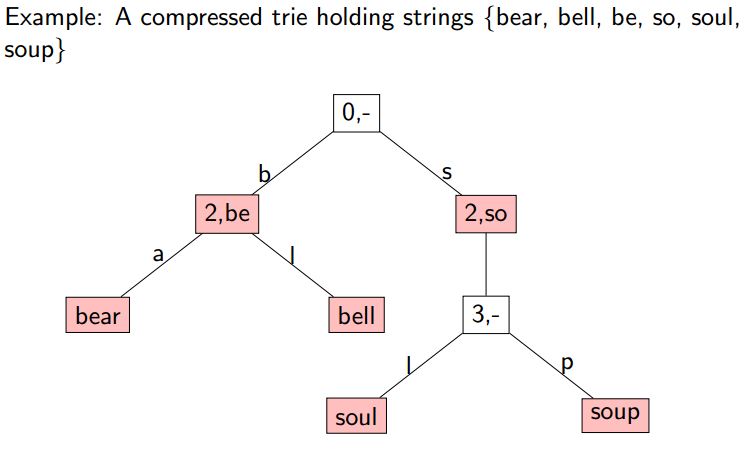 Example: A compressed trie holding strings {bear, bell, be, so, soul,
soup}
0,-
b
s
2,be
2,so
a
l
bear
bell
3,-
l
p
soul
soup